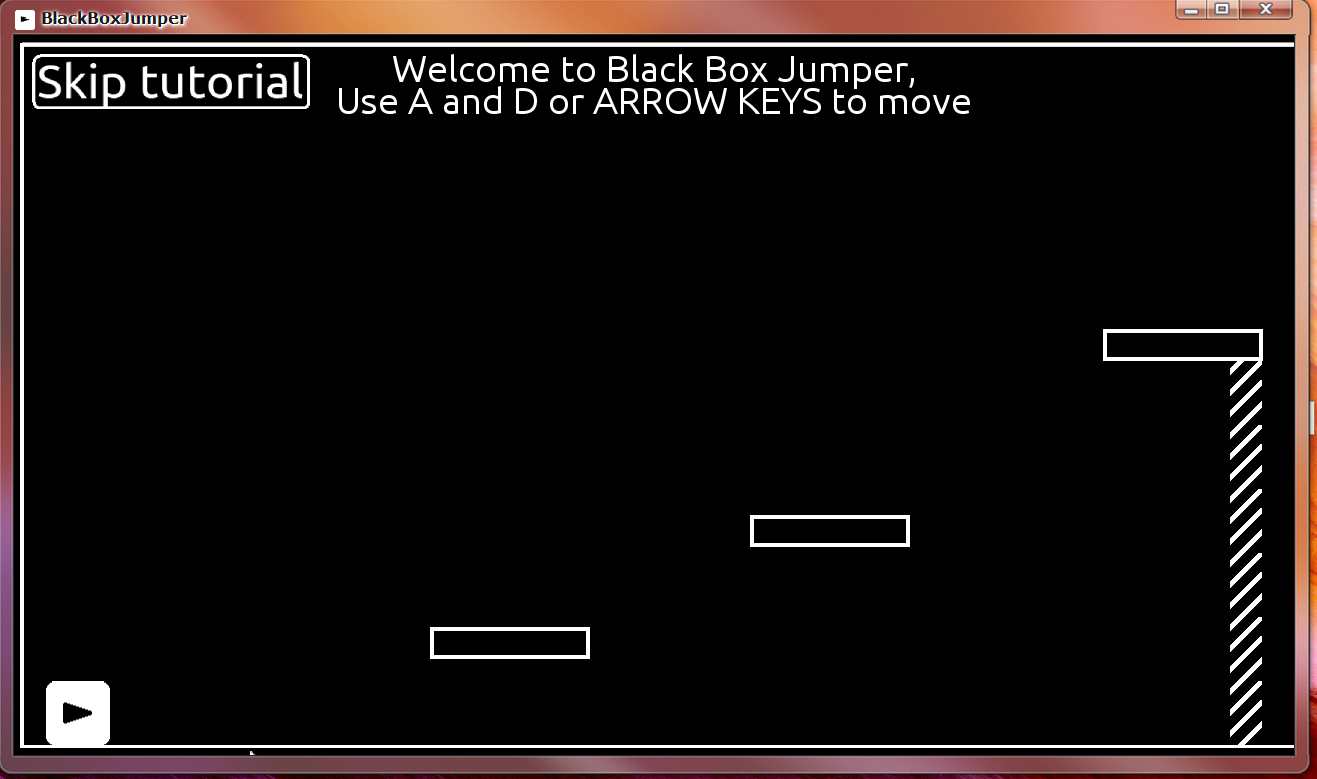 BlackBoxJumper
Skip tutorial
Welcome to Black Box Jumper,
Use A and D or ARROW KEYS to move